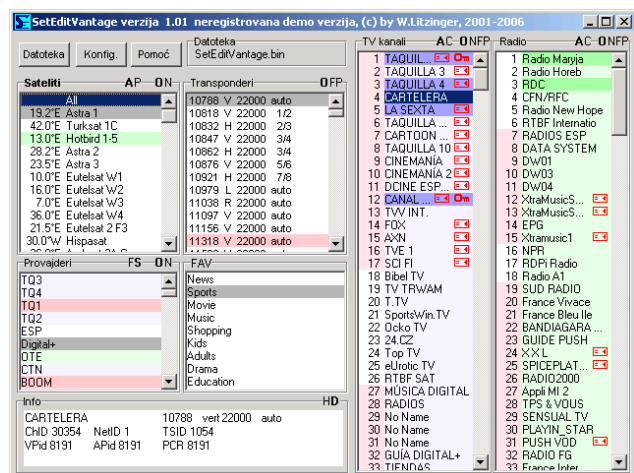 SetEditVantage verzija 1.01 neregistrovana demo verzija, (c) by W.Litzinger, 2001-2006
Datoteka
Konfig.
Pomoć
Datoteka
SetEditVantage.bin
Sateliti AP ON
All
19.2°E Astra 1
42.0°E Turksat 1C
13.0°E Hotbird 1-5
28.2°E Astra 2
23.5°E Astra 3
10.0°E Eutelsat W1
16.0°E Eutelsat W2
7.0°E Eutelsat W3
36.0°E Eutelsat W4
21.5°E Eutelsat 2 F3
30.0°W Hispasat
Transponderi OFP
10788 V 22000 auto
10818 V 22000 1/2
10832 H 22000 2/3
10847 V 22000 3/4
10862 H 22000 3/4
10876 V 22000 5/6
10921 H 22000 7/8
10979 L 22000 auto
11038 R 22000 auto
11097 V 22000 auto
11156 V 22000 auto
11318 V 22000 auto
Provajderi FS ON
TQ3
TQ4
TQ1
TQ2
ESP
Digital+
OTE
CTN
BOOM
FAV
News
Sports
Movie
Music
Shopping
Kids
Adults
Drama
Education
Info HD
CARTELERA 10788 vert 22000 auto
ChID 30354 NetID 1 TSID 1054
VPid 8191 APid 8191 PCR 8191
TV kanali AC ONFP
1 TAQUIL...
2 TAQUILLA 3
3 TAQUILLA 4
4 CARTELERA
5 LA SEXTA
6 TAQUILLA ...
7 CARTOON ...
8 TAQUILLA 10
9 CINEMANÍA
10 CINEMANÍA 2
11 DCINE ESP...
12 CANAL ...
13 TVV INT.
14 FOX
15 AXN
16 TVE 1
17 SCI FI
18 Bibel TV
19 TV TRWAM
20 T.TV
21 SportsWin.TV
22 Ocko TV
23 24.CZ
24 Top TV
25 eUrotic TV
26 RTBF SAT
27 MÚSICA DIGITAL
28 RADIOS
29 No Name
30 No Name
31 No Name
32 GUÍA DIGITAL+
33 TIENDAS
Radio AC ONFP
1 Radio Maryja
2 Radio Horeb
3 RDC
4 CFN/RFC
5 Radio New Hope
6 RTBF Internatio
7 RADIOS ESP
8 DATA SYSTEM
9 DW01
10 DW03
11 DW04
12 XtraMusicS...
13 XtraMusicS...
14 EPG
15 Xtramusic1
16 NPR
17 RDPi Radio
18 Radio A1
19 SUD RADIO
20 France Vivace
21 France Bleu Ile
22 BANDIAGARA ...
23 GUIDE PUSH
24 X X L
25 SPICEPLAT...
26 RADIO2000
27 Appli MI 2
28 TPS & VOUS
29 SENSUAL TV
30 PLAYIN_STAR
31 PUSH VOD
32 RADIO FG
33 France Inter